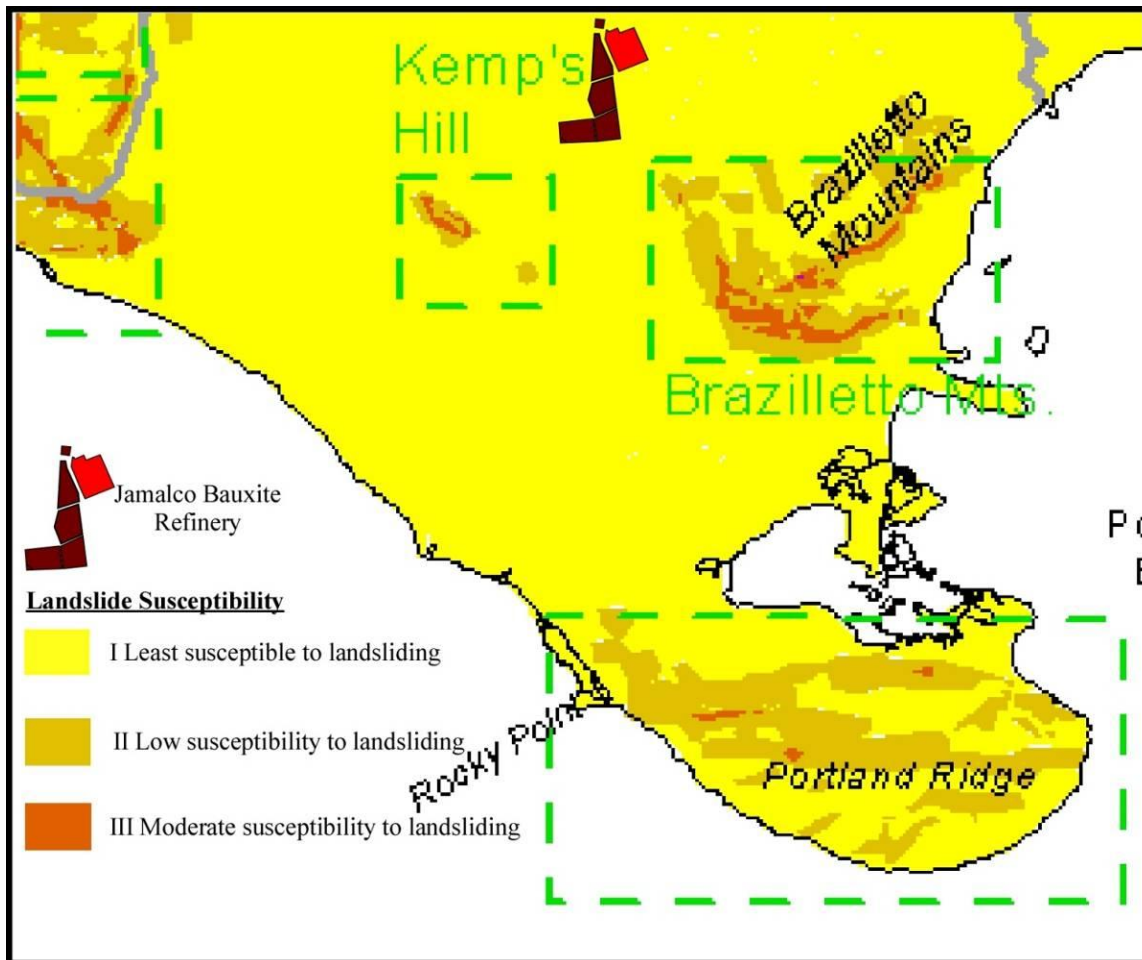 Kemp's
Hill
Brazilletto
Mountains
Brazilletto Mts.
Jamalco Bauxite
Refinery
Landslide Susceptibility
I Least susceptible to landsliding
II Low susceptibility to landsliding
III Moderate susceptibility to landsliding
Rocky Point
Portland Ridge